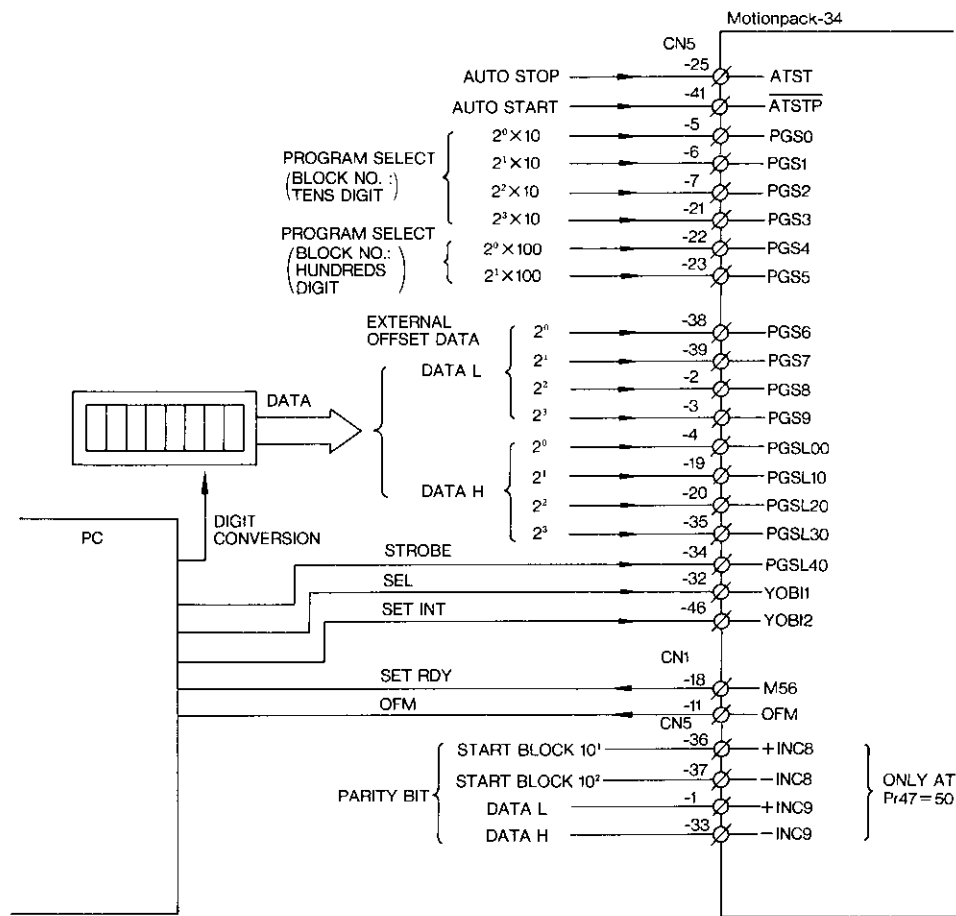 Motionpack-34
CN5
AUTO STOP -25 ATST
AUTO START -41 ATSTP
PROGRAM SELECT
(BLOCK NO.:
TENS DIGIT)
2⁰×10 -5 PGS0
2¹×10 -6 PGS1
2²×10 -7 PGS2
2³×10 -21 PGS3
PROGRAM SELECT
(BLOCK NO.:
HUNDREDS
DIGIT)
2⁰×100 -22 PGS4
2¹×100 -23 PGS5
EXTERNAL
OFFSET DATA
DATA L
2⁰ -38 PGS6
2¹ -39 PGS7
2² -2 PGS8
2³ -3 PGS9
DATA
DATA H
2⁰ -4 PGSL00
2¹ -19 PGSL10
2² -20 PGSL20
2³ -35 PGSL30
PC
DIGIT
CONVERSION
STROBE -34 PGSL40
SEL -32 YOBI1
SET INT -46 YOBI2
CN1
SET RDY -18 M56
OFM -11 OFM
CN5
PARITY BIT
START BLOCK 10¹ -36 +INC8
START BLOCK 10² -37 −INC8
DATA L -1 +INC9
DATA H -33 −INC9
ONLY AT
Pr47=50